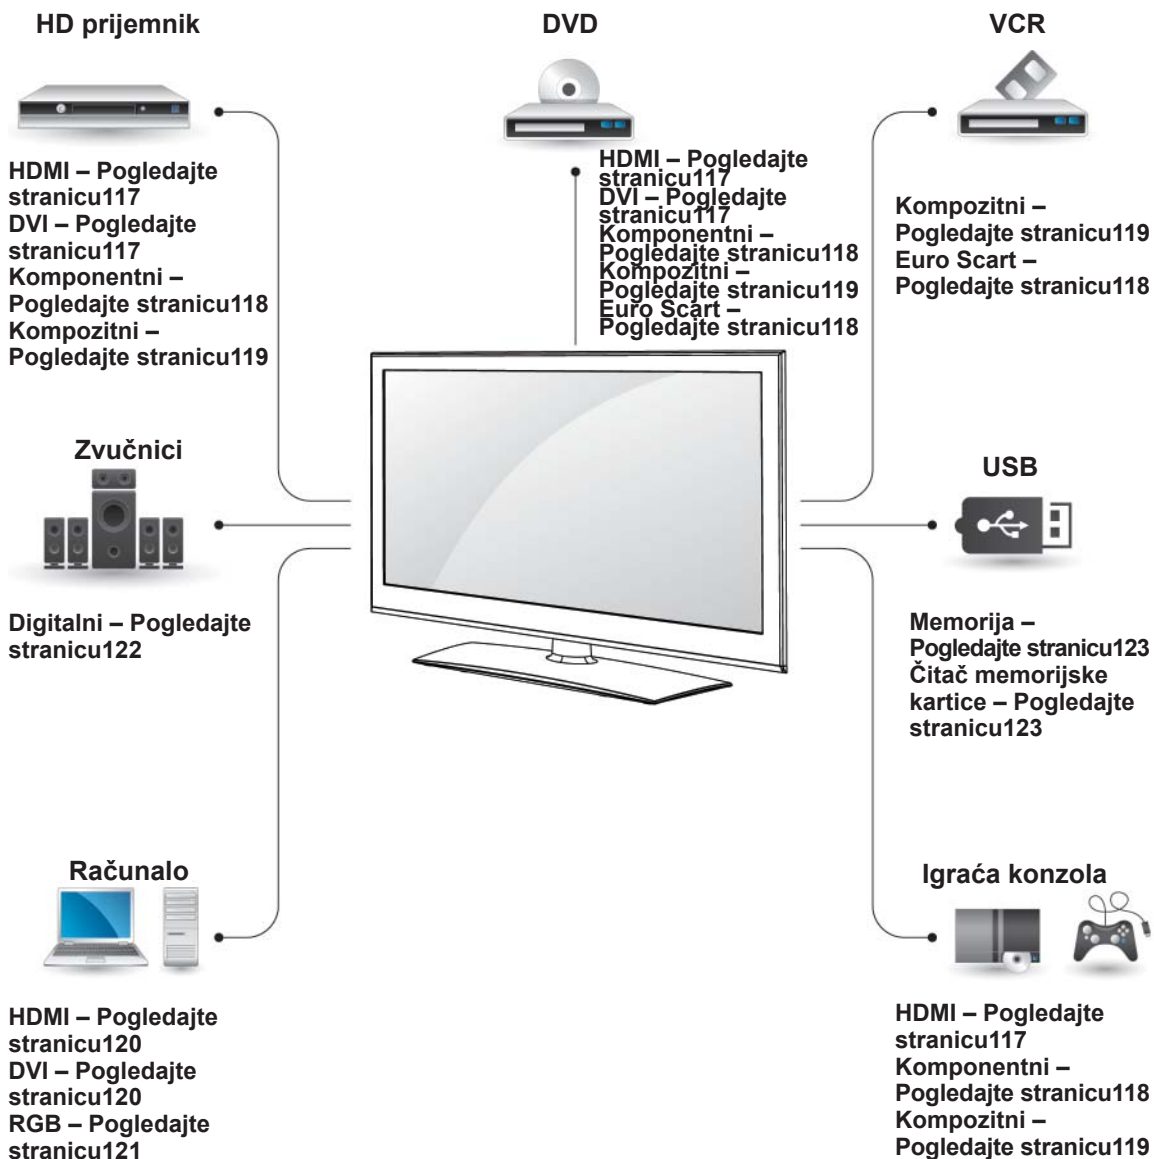 HD prijemnik
HDMI – Pogledajte
stranicu117
DVI – Pogledajte
stranicu117
Komponentni –
Pogledajte stranicu118
Kompozitni –
Pogledajte stranicu119
DVD
HDMI – Pogledajte
stranicu117
DVI – Pogledajte
stranicu117
Komponentni –
Pogledajte stranicu118
Kompozitni –
Pogledajte stranicu119
Euro Scart –
Pogledajte stranicu118
VCR
Kompozitni –
Pogledajte stranicu119
Euro Scart –
Pogledajte stranicu118
Zvučnici
Digitalni – Pogledajte
stranicu122
USB
Memorija –
Pogledajte stranicu123
Čitač memorijske
kartice – Pogledajte
stranicu123
Računalo
HDMI – Pogledajte
stranicu120
DVI – Pogledajte
stranicu120
RGB – Pogledajte
stranicu121
Igraća konzola
HDMI – Pogledajte
stranicu117
Komponentni –
Pogledajte stranicu118
Kompozitni –
Pogledajte stranicu119